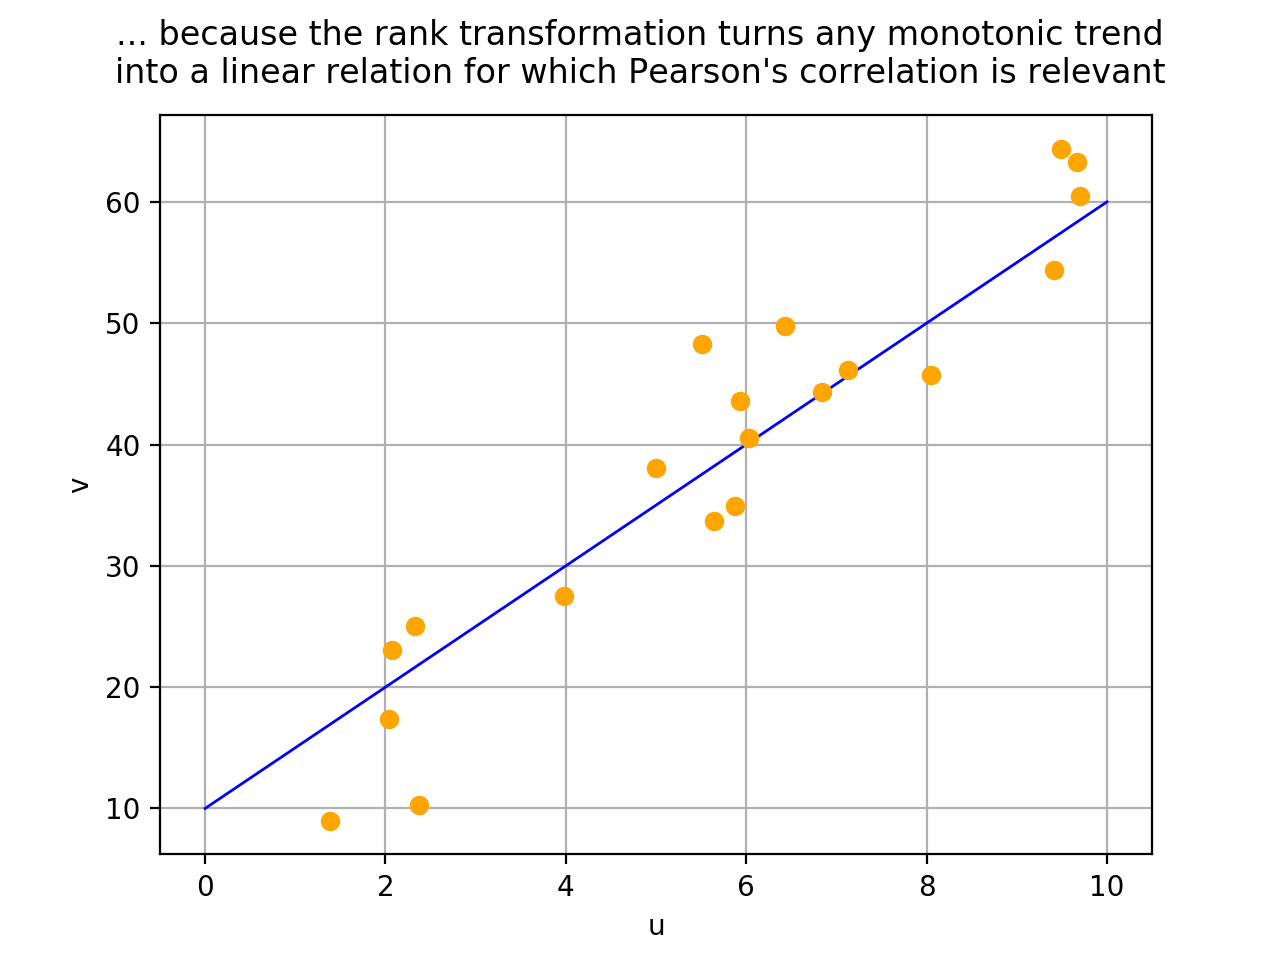 ... because the rank transformation turns any monotonic trend
into a linear relation for which Pearson's correlation is relevant
60
50
40
30
20
10
v
0 2 4 6 8 10
u